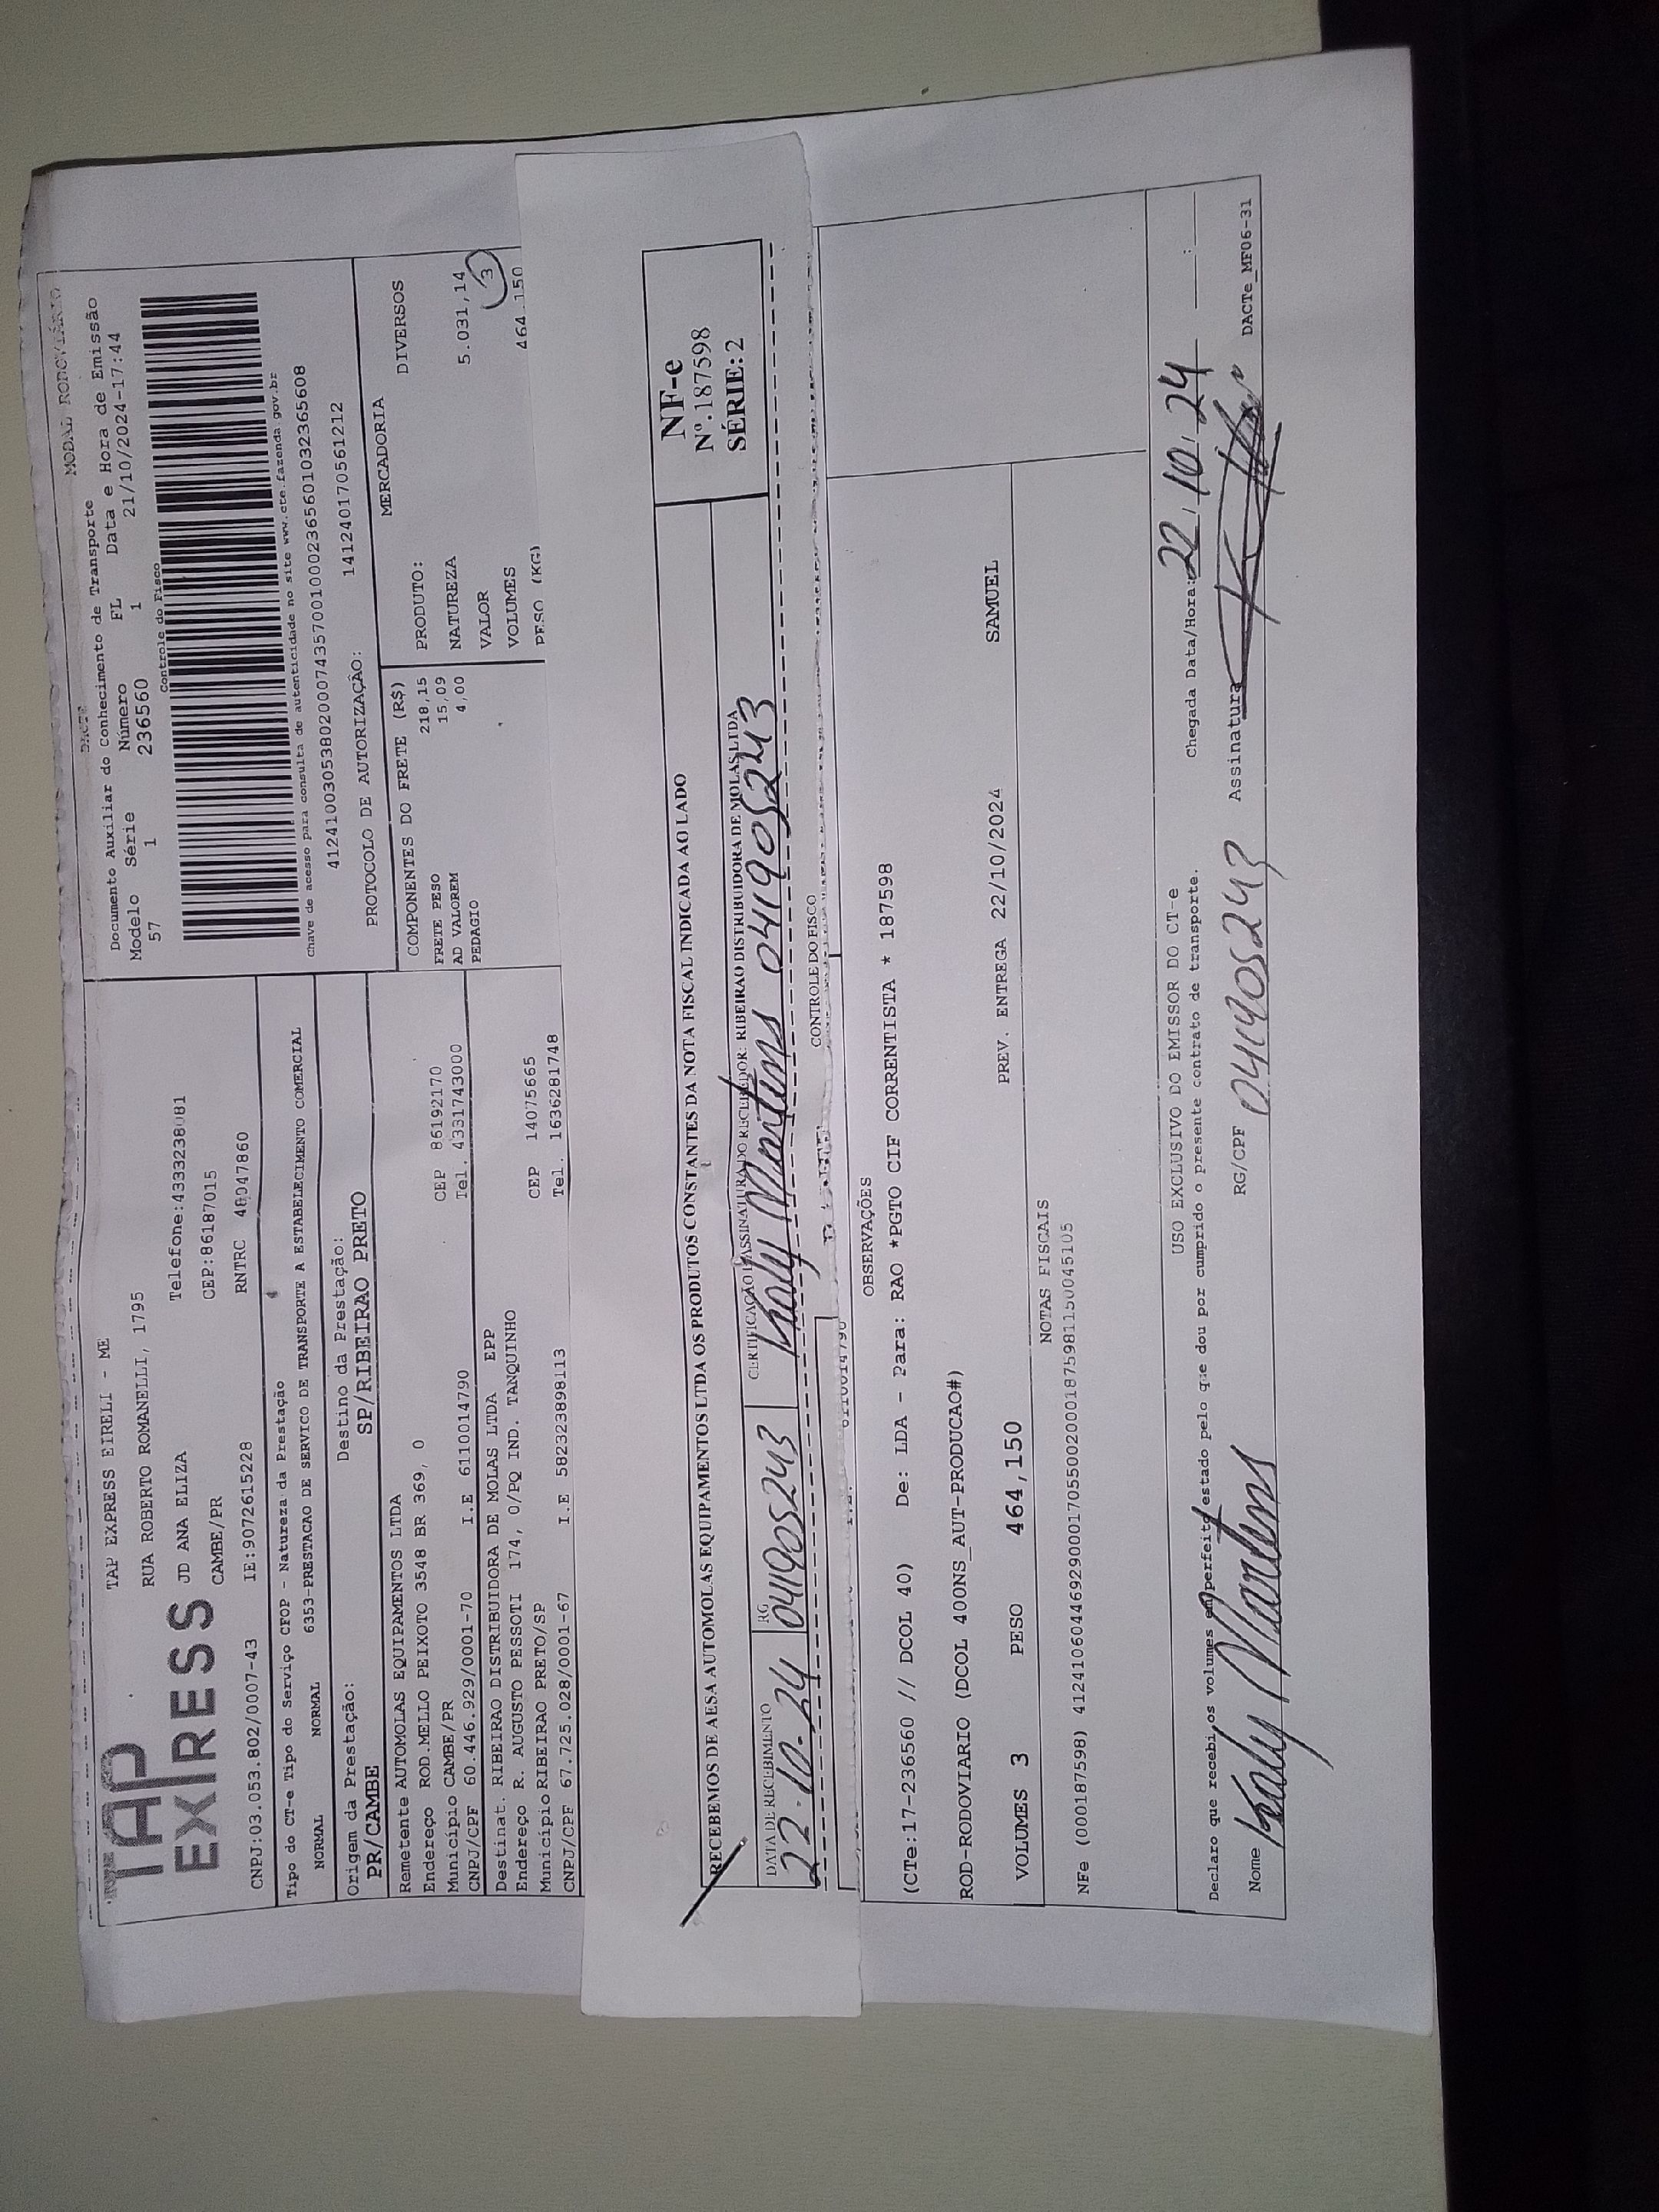 TAP EXPRESS
TAP EXPRESS EIRELI - ME
RUA ROBERTO ROMANELLI, 1795
JD ANA ELIZA Telefone:4333238081
CAMBE/PR CEP:86187015
CNPJ:03.053.802/0007-43 IE:9072615228 RNTRC 48047860
DACTE MODAL RODOVIÁRIO
Documento Auxiliar do Conhecimento de Transporte
Modelo Série Número FL Data e Hora de Emissão
57 1 236560 1 21/10/2024-17:44
Controle do Fisco
Chave de acesso para consulta de autenticidade no site www.cte.fazenda.gov.br
41241003053802000743570010002365601032365608
PROTOCOLO DE AUTORIZAÇÃO: 141240170561212
Tipo do CT-e Tipo do Serviço CFOP - Natureza da Prestação
NORMAL NORMAL 6353-PRESTACAO DE SERVICO DE TRANSPORTE A ESTABELECIMENTO COMERCIAL
Origem da Prestação: Destino da Prestação:
PR/CAMBE SP/RIBEIRAO PRETO
Remetente AUTOMOLAS EQUIPAMENTOS LTDA
Endereço ROD.MELLO PEIXOTO 3548 BR 369, 0
Município CAMBE/PR CEP 86192170
CNPJ/CPF 60.446.929/0001-70 I.E 6110014790 Tel. 4331743000
Destinat. RIBEIRAO DISTRIBUIDORA DE MOLAS LTDA EPP
Endereço R. AUGUSTO PESSOTI 174, 0/PQ IND. TANQUINHO
Municipio RIBEIRAO PRETO/SP CEP 14075665
CNPJ/CPF 67.725.028/0001-67 I.E 582323898113 Tel. 1636281748
COMPONENTES DO FRETE (R$)
FRETE PESO 218,15
AD VALOREM 15,09
PEDAGIO 4,00
MERCADORIA
PRODUTO: DIVERSOS
NATUREZA
VALOR 5.031,14
VOLUMES 3
PESO (KG) 464.150
RECEBEMOS DE AESA AUTOMOLAS EQUIPAMENTOS LTDA OS PRODUTOS CONSTANTES DA NOTA FISCAL INDICADA AO LADO
NF-e
Nº.187598
SÉRIE:2
DATA DE RECEBIMENTO RG CERTIFICAÇÃO E ASSINATURA DO RECEBEDOR: RIBEIRAO DISTRIBUIDORA DE MOLAS LTDA
22-10-24 041905243 Kaly Martins 041905243
CONTROLE DO FISCO
6110014790
OBSERVAÇÕES
(CTe:17-236560 // DCOL 40) De: LDA - Para: RAO *PGTO CIF CORRENTISTA * 187598
ROD-RODOVIARIO (DCOL 400NS_AUT-PRODUCAO#)
VOLUMES 3 PESO 464,150 PREV. ENTREGA 22/10/2024 SAMUEL
NOTAS FISCAIS
NFe (000187598) 41241060446929000170550020001875981150045105
USO EXCLUSIVO DO EMISSOR DO CT-e
Declaro que recebi os volumes em perfeito estado pelo que dou por cumprido o presente contrato de transporte. Chegada Data/Hora: 22,10,24 :
Nome Kaly Martins RG/CPF 041905243 Assinatura
DACTe_MF06-31